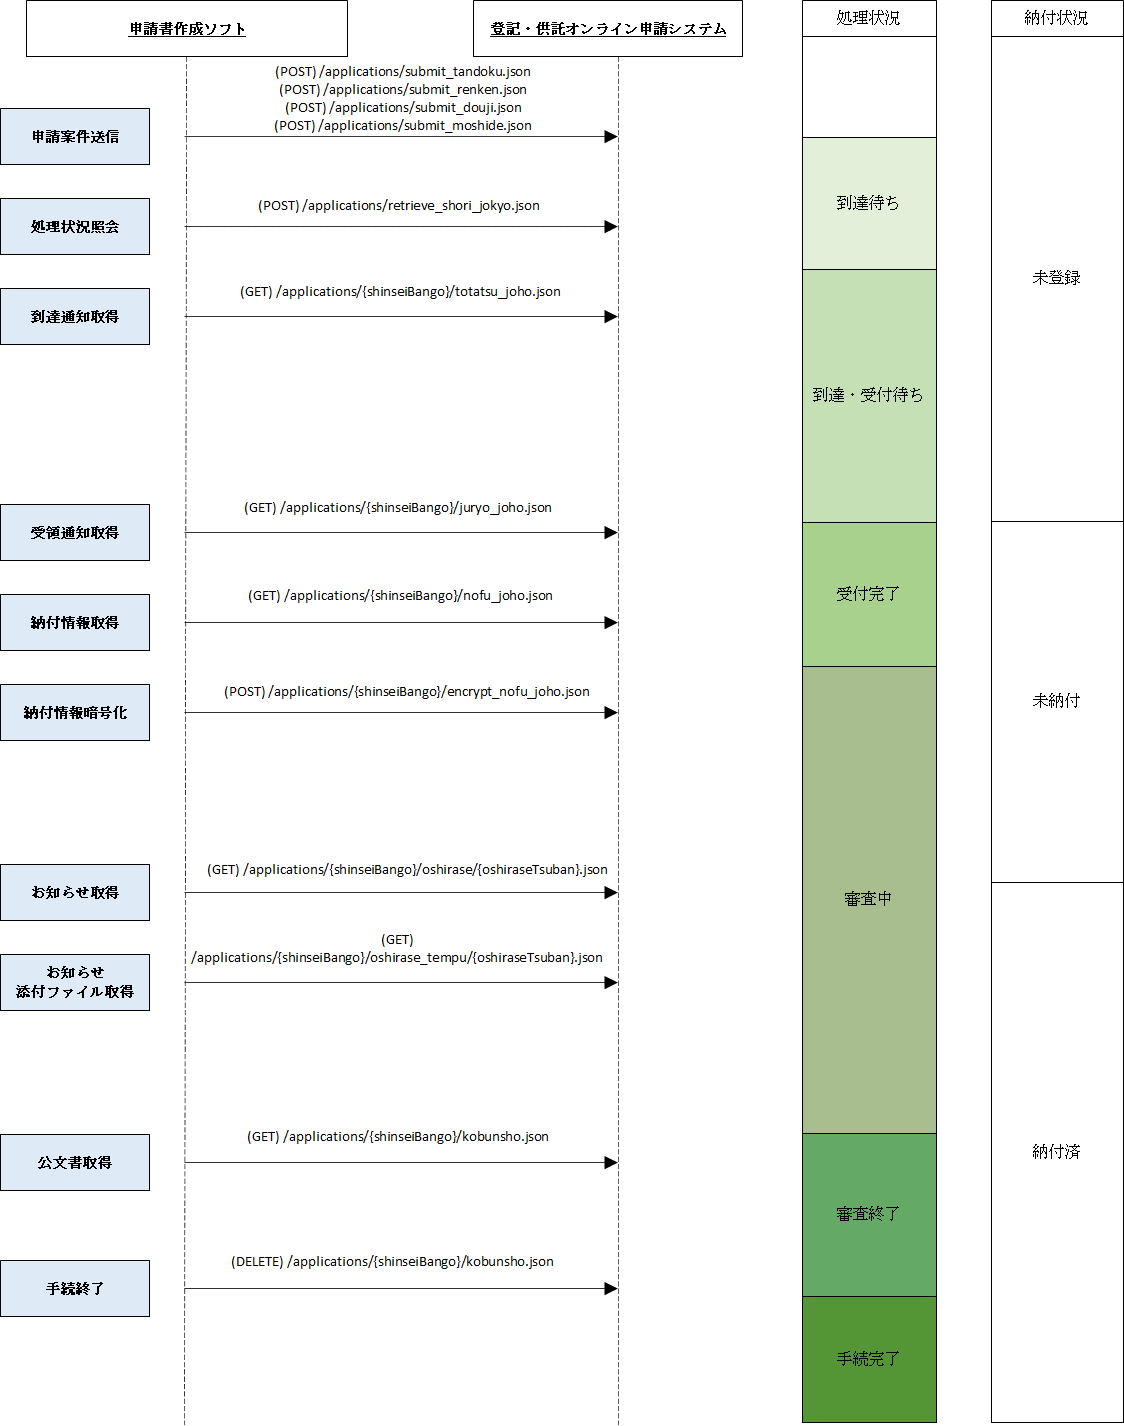 申請書作成ソフト
登記・供託オンライン申請システム
処理状況
納付状況
(POST) /applications/submit_tandoku.json
(POST) /applications/submit_renken.json
(POST) /applications/submit_douji.json
(POST) /applications/submit_moshide.json
申請案件送信
(POST) /applications/retrieve_shori_jokyo.json
処理状況照会
到達待ち
未登録
(GET) /applications/{shinseiBango}/totatsu_joho.json
到達通知取得
到達・受付待ち
(GET) /applications/{shinseiBango}/juryo_joho.json
受領通知取得
(GET) /applications/{shinseiBango}/nofu_joho.json
納付情報取得
受付完了
(POST) /applications/{shinseiBango}/encrypt_nofu_joho.json
納付情報暗号化
未納付
(GET) /applications/{shinseiBango}/oshirase/{oshiraseTsuban}.json
お知らせ取得
審査中
(GET)
/applications/{shinseiBango}/oshirase_tempu/{oshiraseTsuban}.json
お知らせ
添付ファイル取得
(GET) /applications/{shinseiBango}/kobunsho.json
公文書取得
納付済
審査終了
(DELETE) /applications/{shinseiBango}/kobunsho.json
手続終了
手続完了